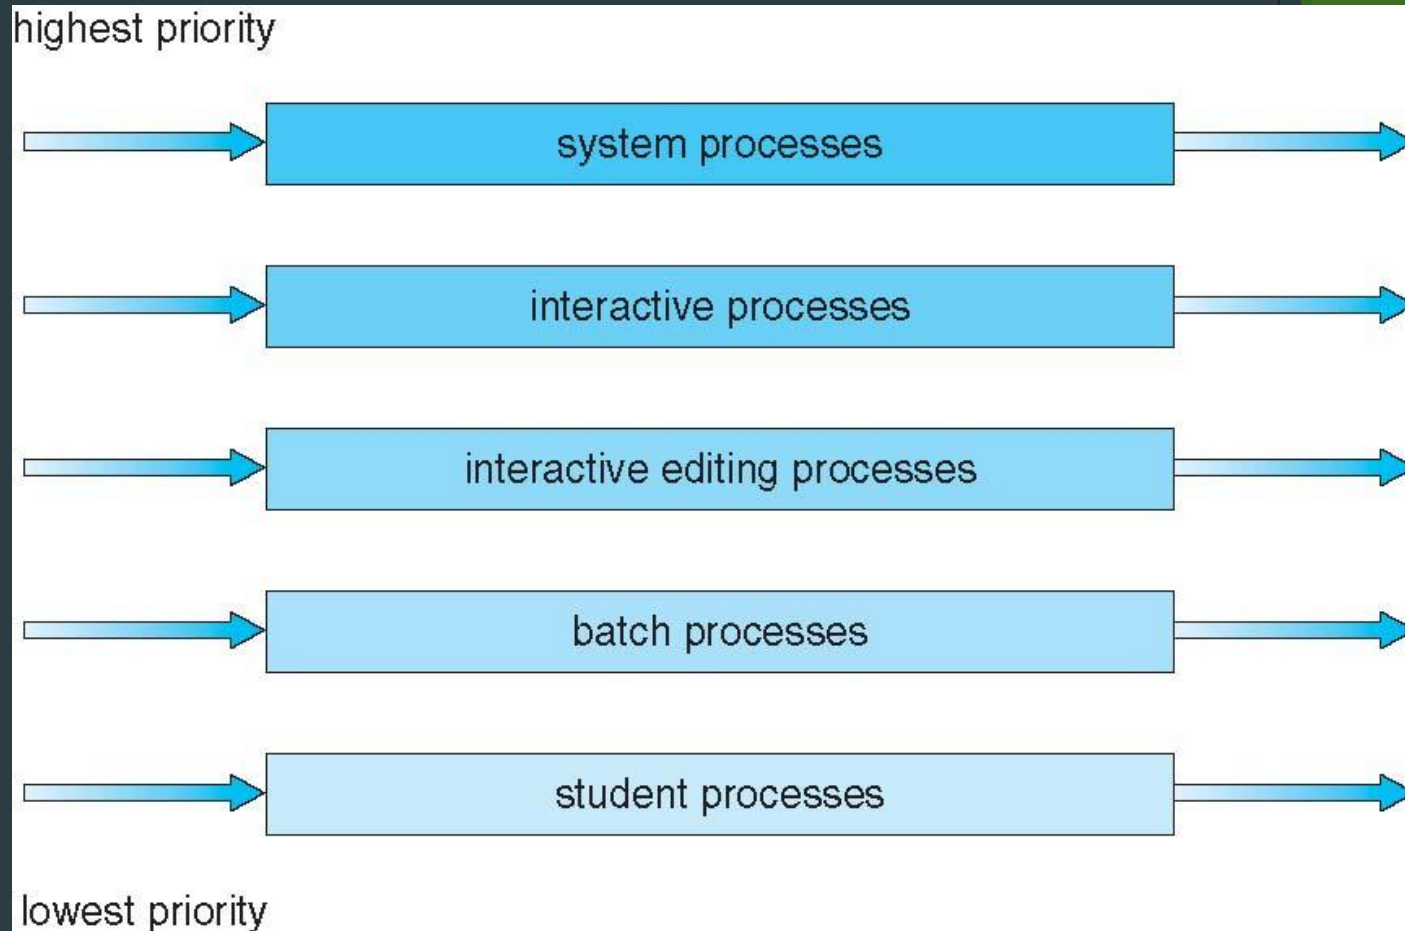 highest priority
system processes
interactive processes
interactive editing processes
batch processes
student processes
lowest priority